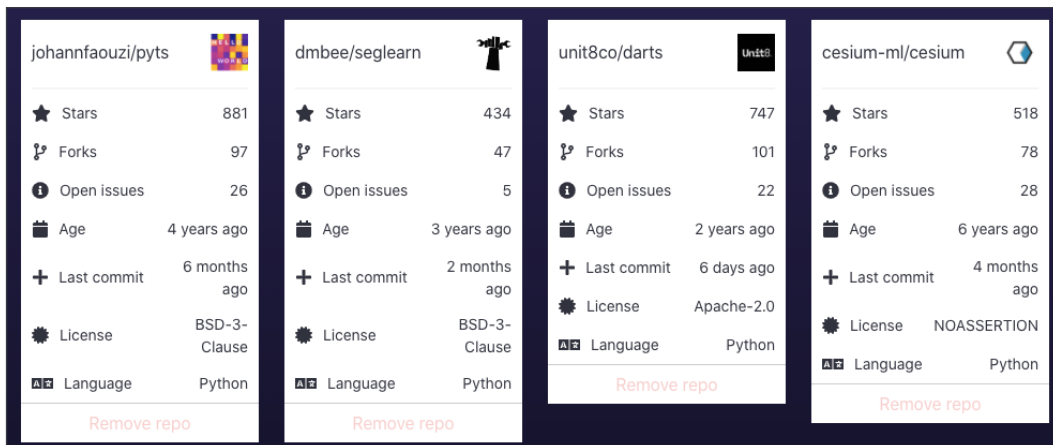 johannfaouzi/pyts
HELL
WORLD
Stars 881
Forks 97
Open issues 26
Age 4 years ago
Last commit 6 months
ago
License BSD-3-
Clause
Language Python
Remove repo
dmbee/seglearn
Stars 434
Forks 47
Open issues 5
Age 3 years ago
Last commit 2 months
ago
License BSD-3-
Clause
Language Python
Remove repo
unit8co/darts
Unit8
Stars 747
Forks 101
Open issues 22
Age 2 years ago
Last commit 6 days ago
License Apache-2.0
Language Python
Remove repo
cesium-ml/cesium
Stars 518
Forks 78
Open issues 28
Age 6 years ago
Last commit 4 months
ago
License NOASSERTION
Language Python
Remove repo